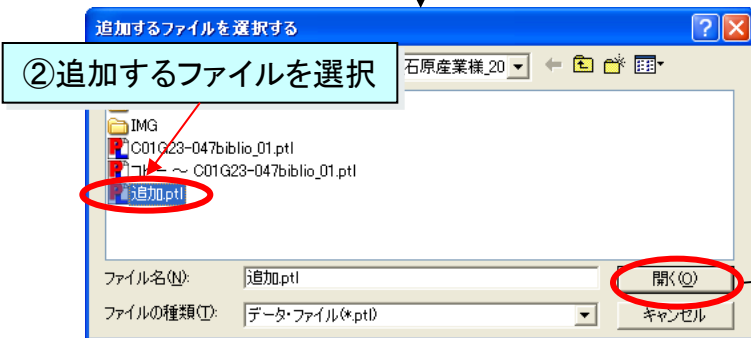 追加するファイルを選択する
②追加するファイルを選択
石原産業様_20
IMG
C01G23-047biblio_01.ptl
コピー ～ C01G23-047biblio_01.ptl
追加.ptl
ファイル名(N):
追加.ptl
開く(O)
ファイルの種類(T):
データ・ファイル(*.ptl)
キャンセル